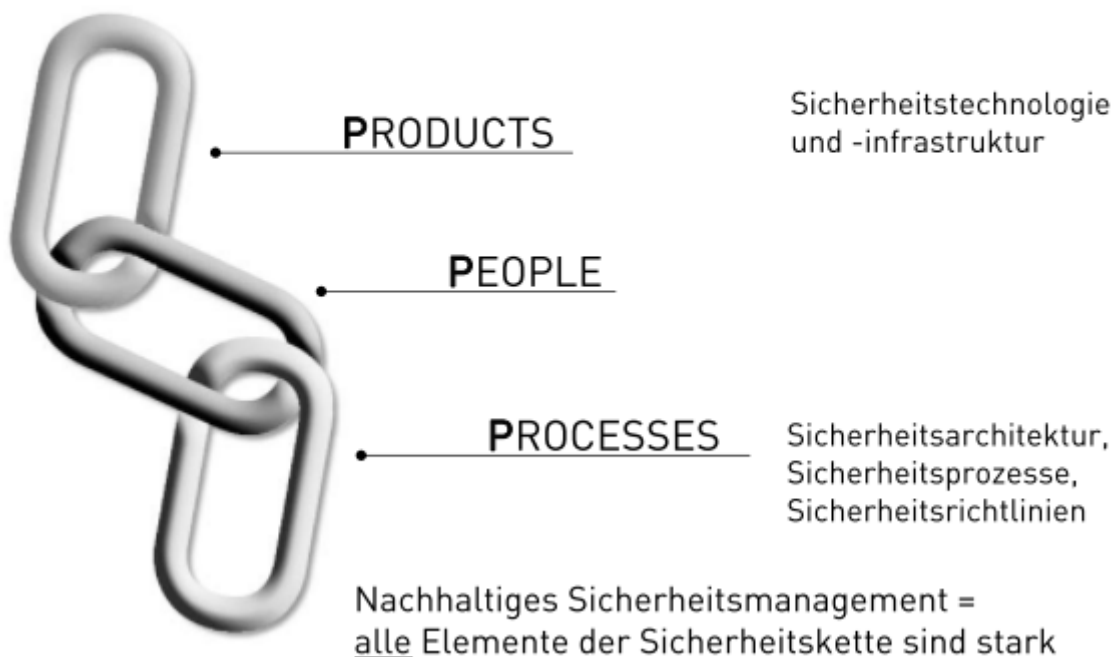 PRODUCTS
Sicherheitstechnologie
und -infrastruktur
PEOPLE
PROCESSES
Sicherheitsarchitektur,
Sicherheitsprozesse,
Sicherheitsrichtlinien
Nachhaltiges Sicherheitsmanagement =
alle Elemente der Sicherheitskette sind stark